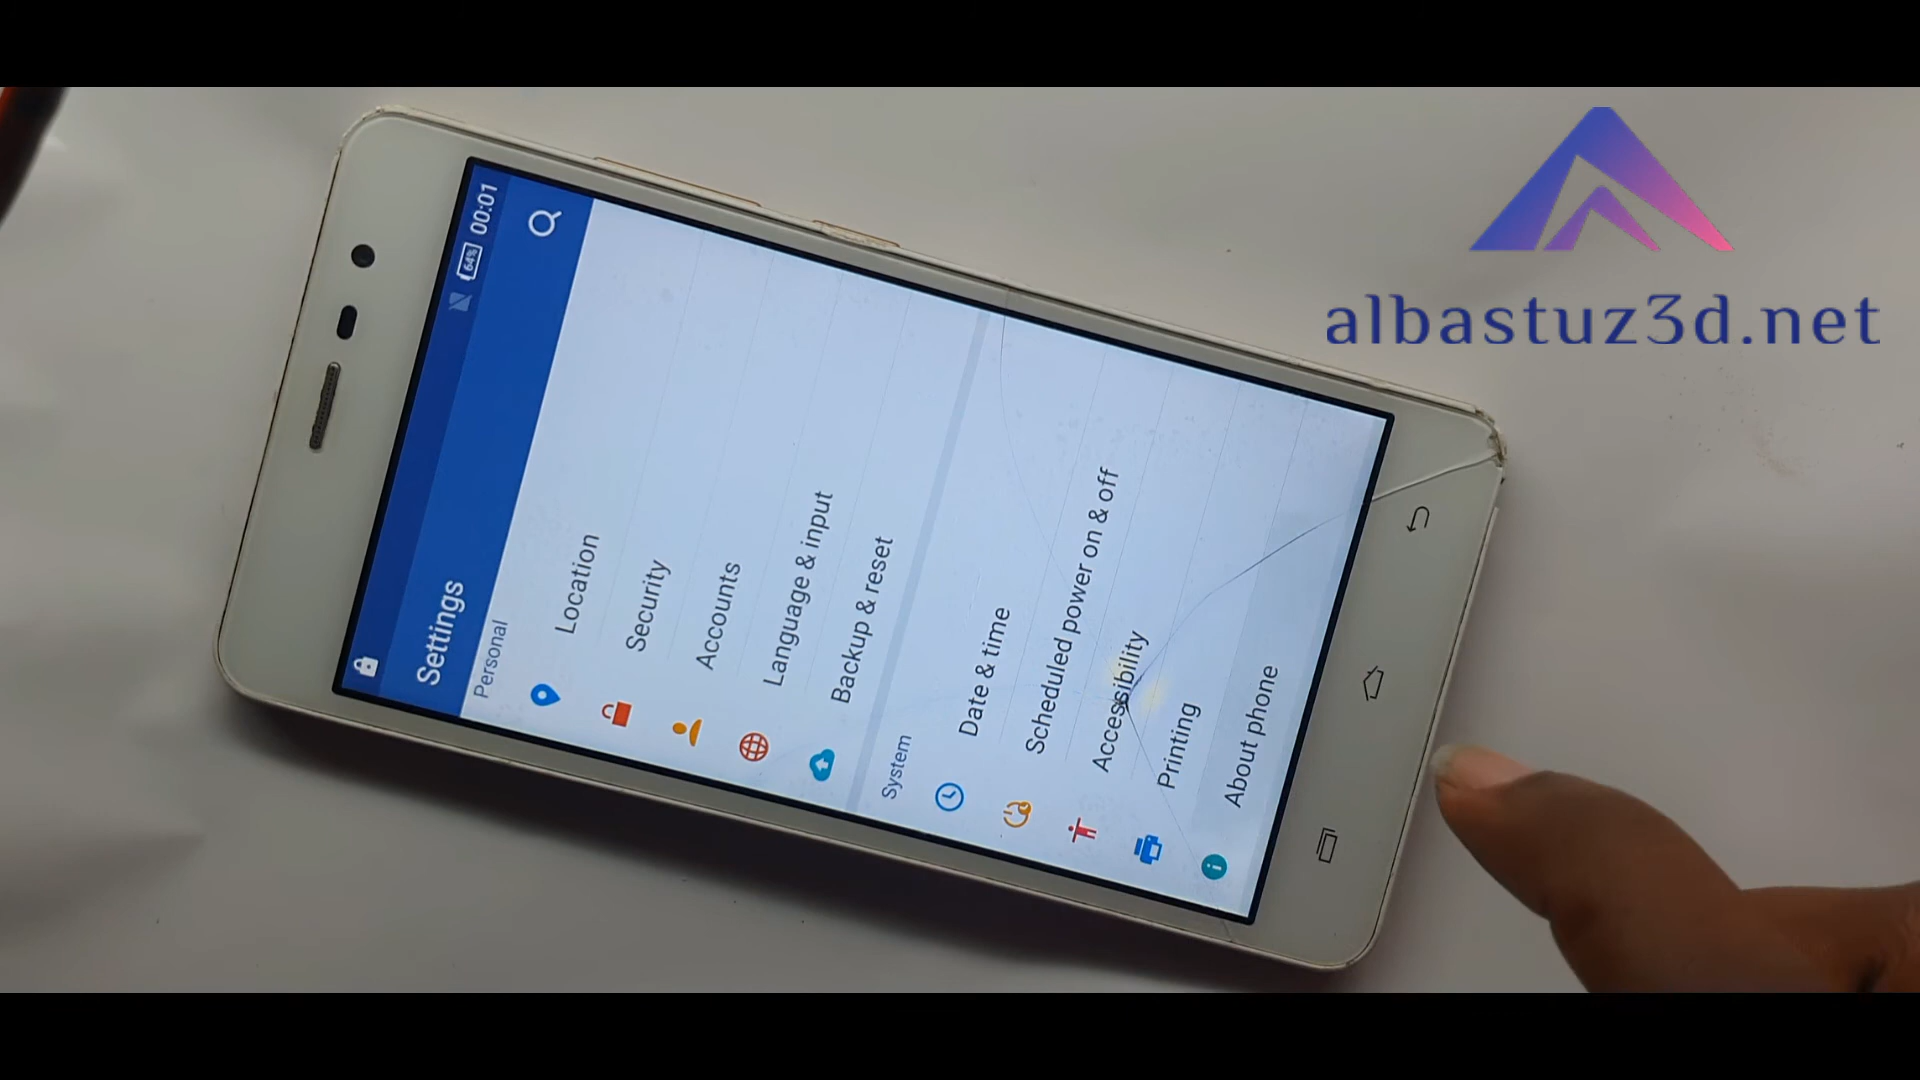 64% 00:01
Settings
Personal
Location
Security
Accounts
Language & input
Backup & reset
System
Date & time
Scheduled power on & off
Accessibility
Printing
About phone
albastuz3d.net